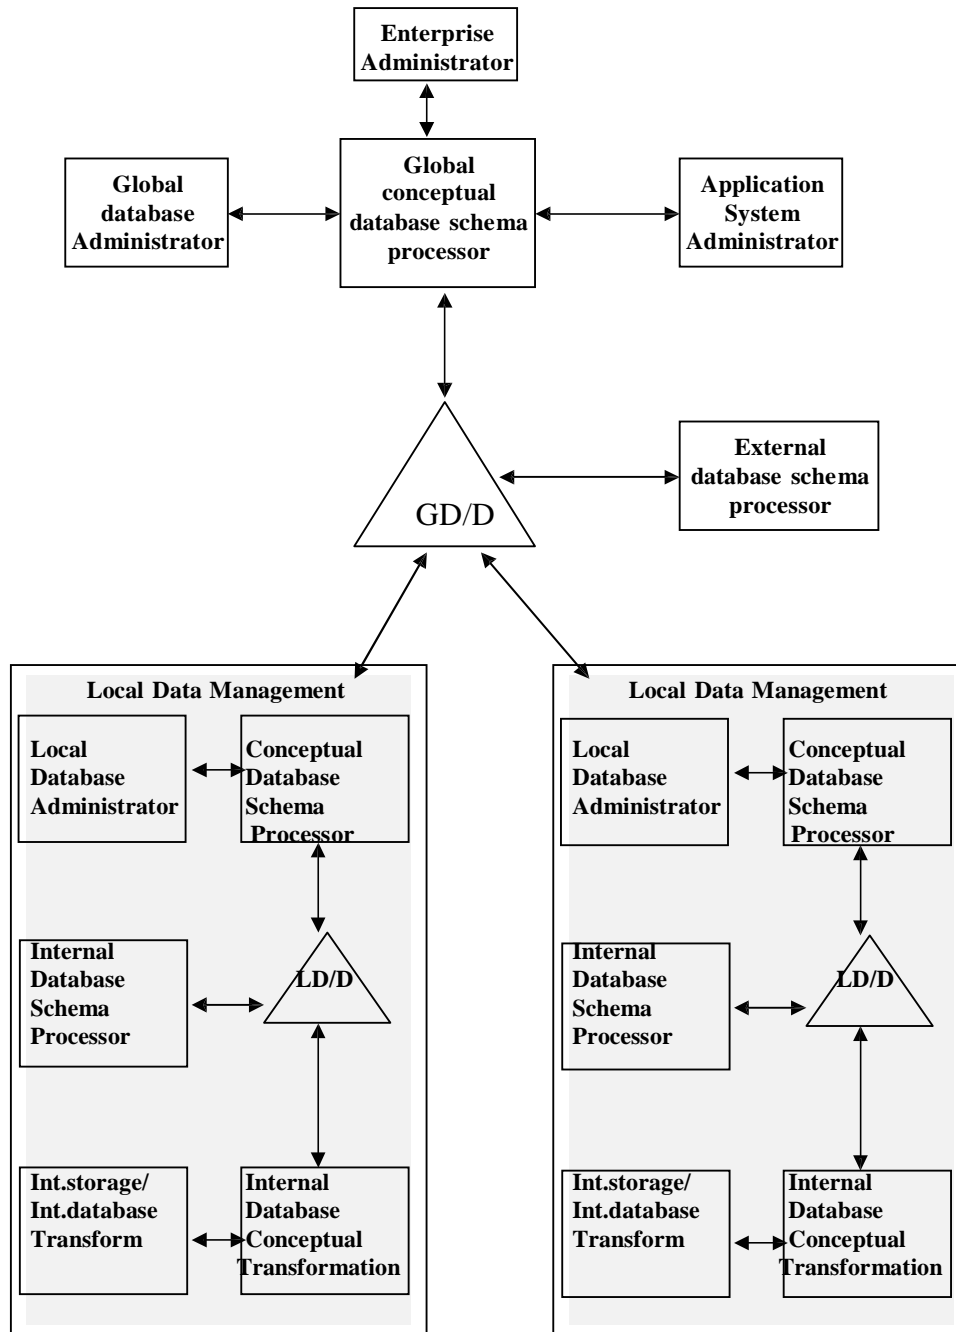 Enterprise
Administrator
Global
database
Administrator
Global
conceptual
database schema
processor
Application
System
Administrator
GD/D
External
database schema
processor
Local Data Management
Local
Database
Administrator
Conceptual
Database
Schema
Processor
Internal
Database
Schema
Processor
LD/D
Int.storage/
Int.database
Transform
Internal
Database
Conceptual
Transformation
Local Data Management
Local
Database
Administrator
Conceptual
Database
Schema
Processor
Internal
Database
Schema
Processor
LD/D
Int.storage/
Int.database
Transform
Internal
Database
Conceptual
Transformation